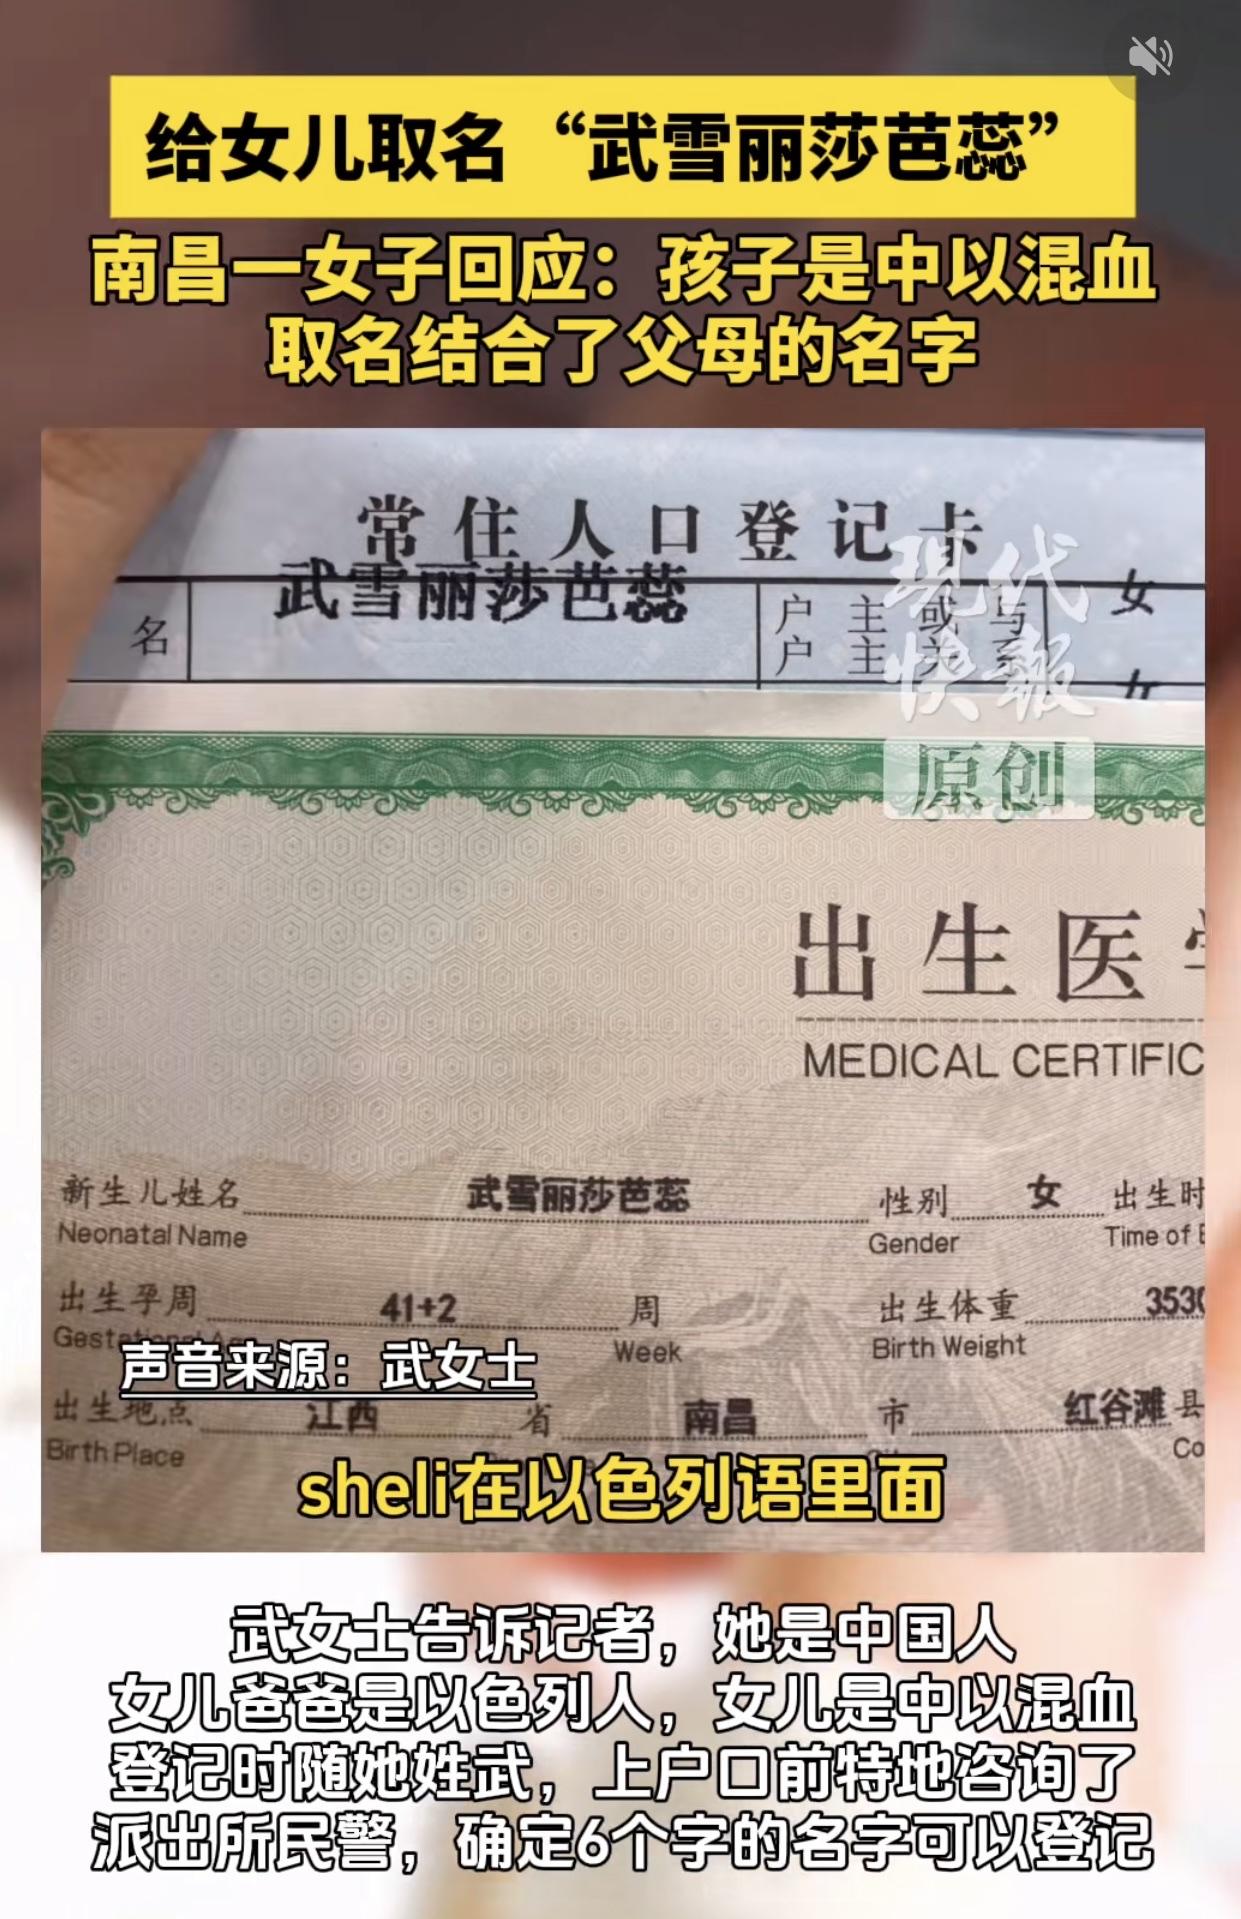 给女儿取名“武雪丽莎芭蕊”
南昌一女子回应：孩子是中以混血
取名结合了父母的名字
常住人口登记卡
武雪丽莎芭蕊
名
户主或与
户主关系
女
女
现代
快报
原创
出生医学
MEDICAL CERTIFIC
新生儿姓名 武雪丽莎芭蕊 性别 女 出生时
Neonatal Name Gender Time of B
出生孕周 41+2 周 出生体重 3530
Gestational Age Week Birth Weight
声音来源：武女士
出生地点 江西 省 南昌 市 红谷滩 县
Birth Place Co
sheli在以色列语里面
武女士告诉记者，她是中国人
女儿爸爸是以色列人，女儿是中以混血
登记时随她姓武，上户口前特地咨询了
派出所民警，确定6个字的名字可以登记